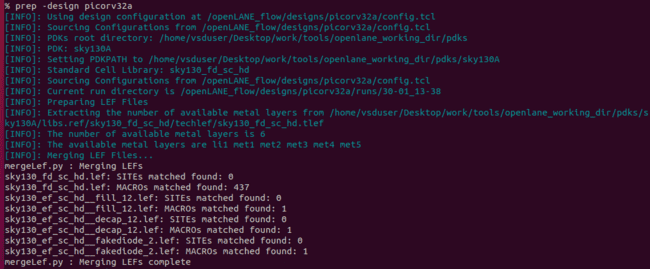 % prep -design picorv32a
[INFO]: Using design configuration at /openLANE_flow/designs/picorv32a/config.tcl
[INFO]: Sourcing Configurations from /openLANE_flow/designs/picorv32a/config.tcl
[INFO]: PDKs root directory: /home/vsduser/Desktop/work/tools/openlane_working_dir/pdks
[INFO]: PDK: sky130A
[INFO]: Setting PDKPATH to /home/vsduser/Desktop/work/tools/openlane_working_dir/pdks/sky130A
[INFO]: Standard Cell Library: sky130_fd_sc_hd
[INFO]: Sourcing Configurations from /openLANE_flow/designs/picorv32a/config.tcl
[INFO]: Current run directory is /openLANE_flow/designs/picorv32a/runs/30-01_13-38
[INFO]: Preparing LEF Files
[INFO]: Extracting the number of available metal layers from /home/vsduser/Desktop/work/tools/openlane_working_dir/pdks/s
ky130A/libs.ref/sky130_fd_sc_hd/techlef/sky130_fd_sc_hd.tlef
[INFO]: The number of available metal layers is 6
[INFO]: The available metal layers are li1 met1 met2 met3 met4 met5
[INFO]: Merging LEF Files...
mergeLef.py : Merging LEFs
sky130_fd_sc_hd.lef: SITEs matched found: 0
sky130_fd_sc_hd.lef: MACROs matched found: 437
sky130_ef_sc_hd__fill_12.lef: SITEs matched found: 0
sky130_ef_sc_hd__fill_12.lef: MACROs matched found: 1
sky130_ef_sc_hd__decap_12.lef: SITEs matched found: 0
sky130_ef_sc_hd__decap_12.lef: MACROs matched found: 1
sky130_ef_sc_hd__fakediode_2.lef: SITEs matched found: 0
sky130_ef_sc_hd__fakediode_2.lef: MACROs matched found: 1
mergeLef.py : Merging LEFs complete